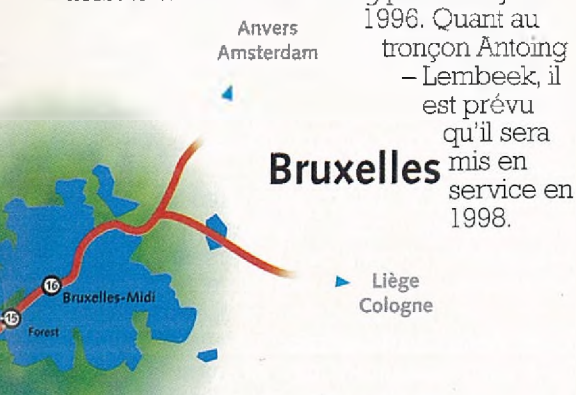 1996. Quant au
tronçon Antoing
– Lembeek, il
est prévu
qu'il sera
mis en
service en
1998.
Anvers
Amsterdam
Bruxelles
Liège
Cologne
16
Bruxelles-Midi
15
Forest